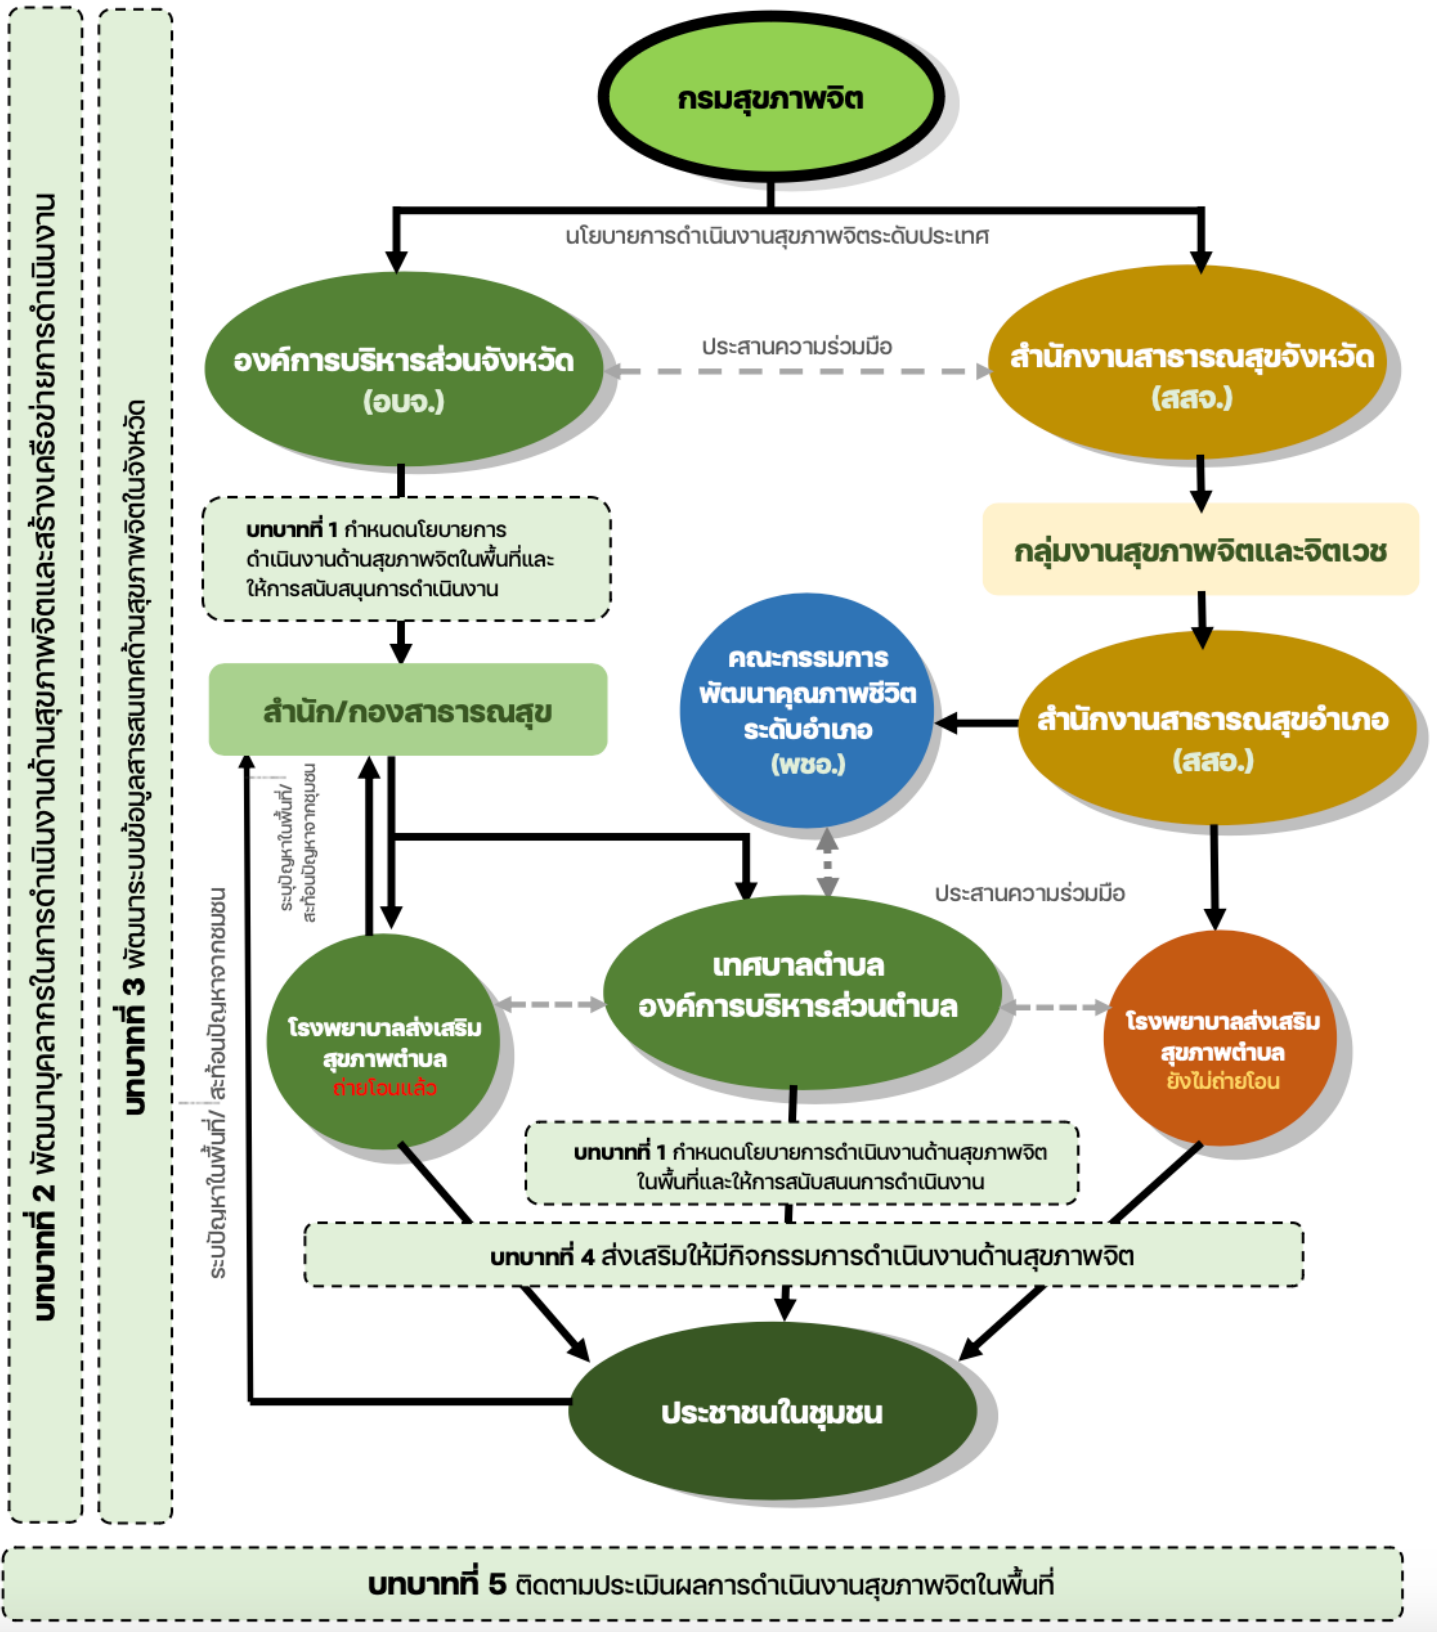 กรมสุขภาพจิต
นโยบายการดำเนินงานสุขภาพจิตระดับประเทศ
องค์การบริหารส่วนจังหวัด
(อบจ.)
ประสานความร่วมมือ
สำนักงานสาธารณสุขจังหวัด
(สสจ.)
บทบาทที่ 1 กำหนดนโยบายการ
ดำเนินงานด้านสุขภาพจิตในพื้นที่และ
ให้การสนับสนุนการดำเนินงาน
กลุ่มงานสุขภาพจิตและจิตเวช
สำนัก/กองสาธารณสุข
คณะกรรมการ
พัฒนาคุณภาพชีวิต
ระดับอำเภอ
(พชอ.)
สำนักงานสาธารณสุขอำเภอ
(สสอ.)
ระบุปัญหาในพื้นที่/
สะท้อนปัญหาจากชุมชน
ระบปัญหาในพื้นที่/ สะท้อนปัญหาจากชุมชน
ประสานความร่วมมือ
เทศบาลตำบล
องค์การบริหารส่วนตำบล
โรงพยาบาลส่งเสริม
สุขภาพตำบล
ถ่ายโอนแล้ว
โรงพยาบาลส่งเสริม
สุขภาพตำบล
ยังไม่ถ่ายโอน
บทบาทที่ 1 กำหนดนโยบายการดำเนินงานด้านสุขภาพจิต
ในพื้นที่และให้การสนับสนนการดำเนินงาน
บทบาทที่ 4 ส่งเสริมให้มีกิจกรรมการดำเนินงานด้านสุขภาพจิต
ประชาชนในชุมชน
บทบาทที่ 2 พัฒนาบุคลากรในการดำเนินงานด้านสุขภาพจิตและสร้างเครือข่ายการดำเนินงาน
บทบาทที่ 3 พัฒนาระบบข้อมูลสารสนเทศด้านสุขภาพจิตในจังหวัด
บทบาทที่ 5 ติดตามประเมินผลการดำเนินงานสุขภาพจิตในพื้นที่